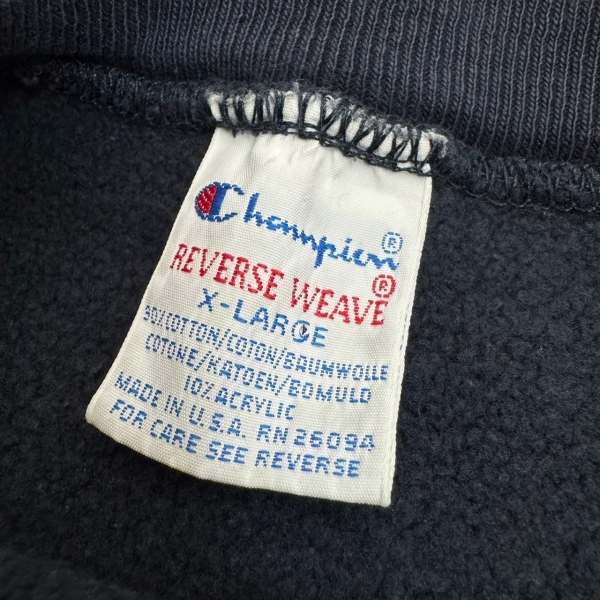 Champion®
REVERSE WEAVE®
X-LARGE
90%COTTON/COTON/BAUMWOLLE
COTONE/KATOEN/BOMULD
10% ACRYLIC
MADE IN U.S.A. RN 26094
FOR CARE SEE REVERSE